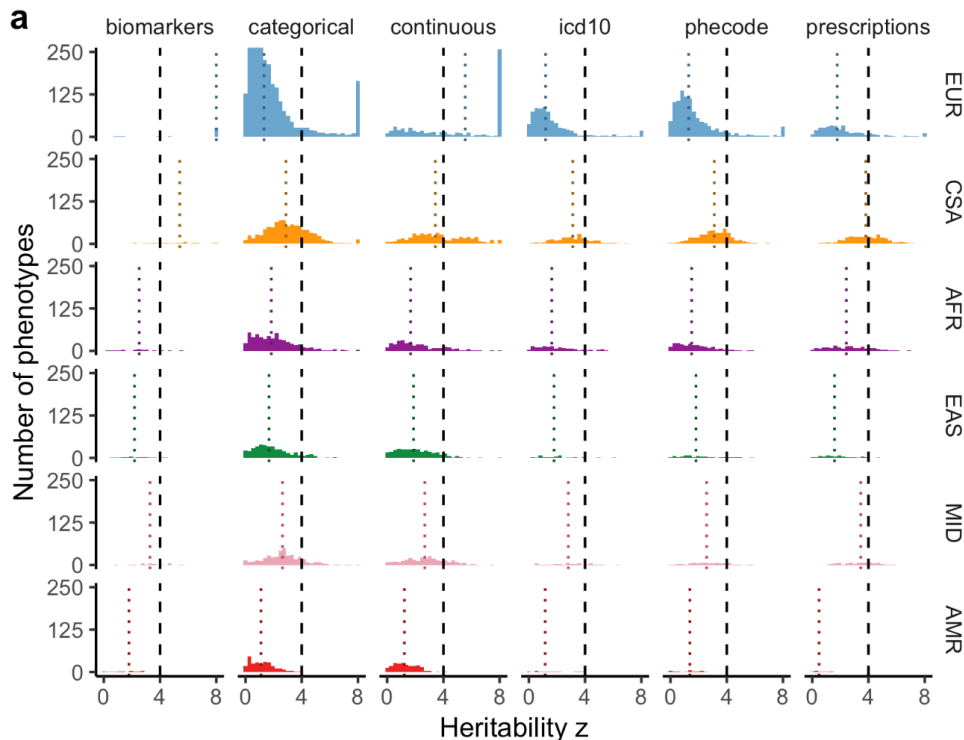 a
biomarkers categorical continuous icd10 phecode prescriptions
250
125
0
EUR
250
125
0
CSA
250
125
0
AFR
250
125
0
EAS
250
125
0
MID
250
125
0
AMR
Number of phenotypes
0 4 8 0 4 8 0 4 8 0 4 8 0 4 8 0 4 8
Heritability z